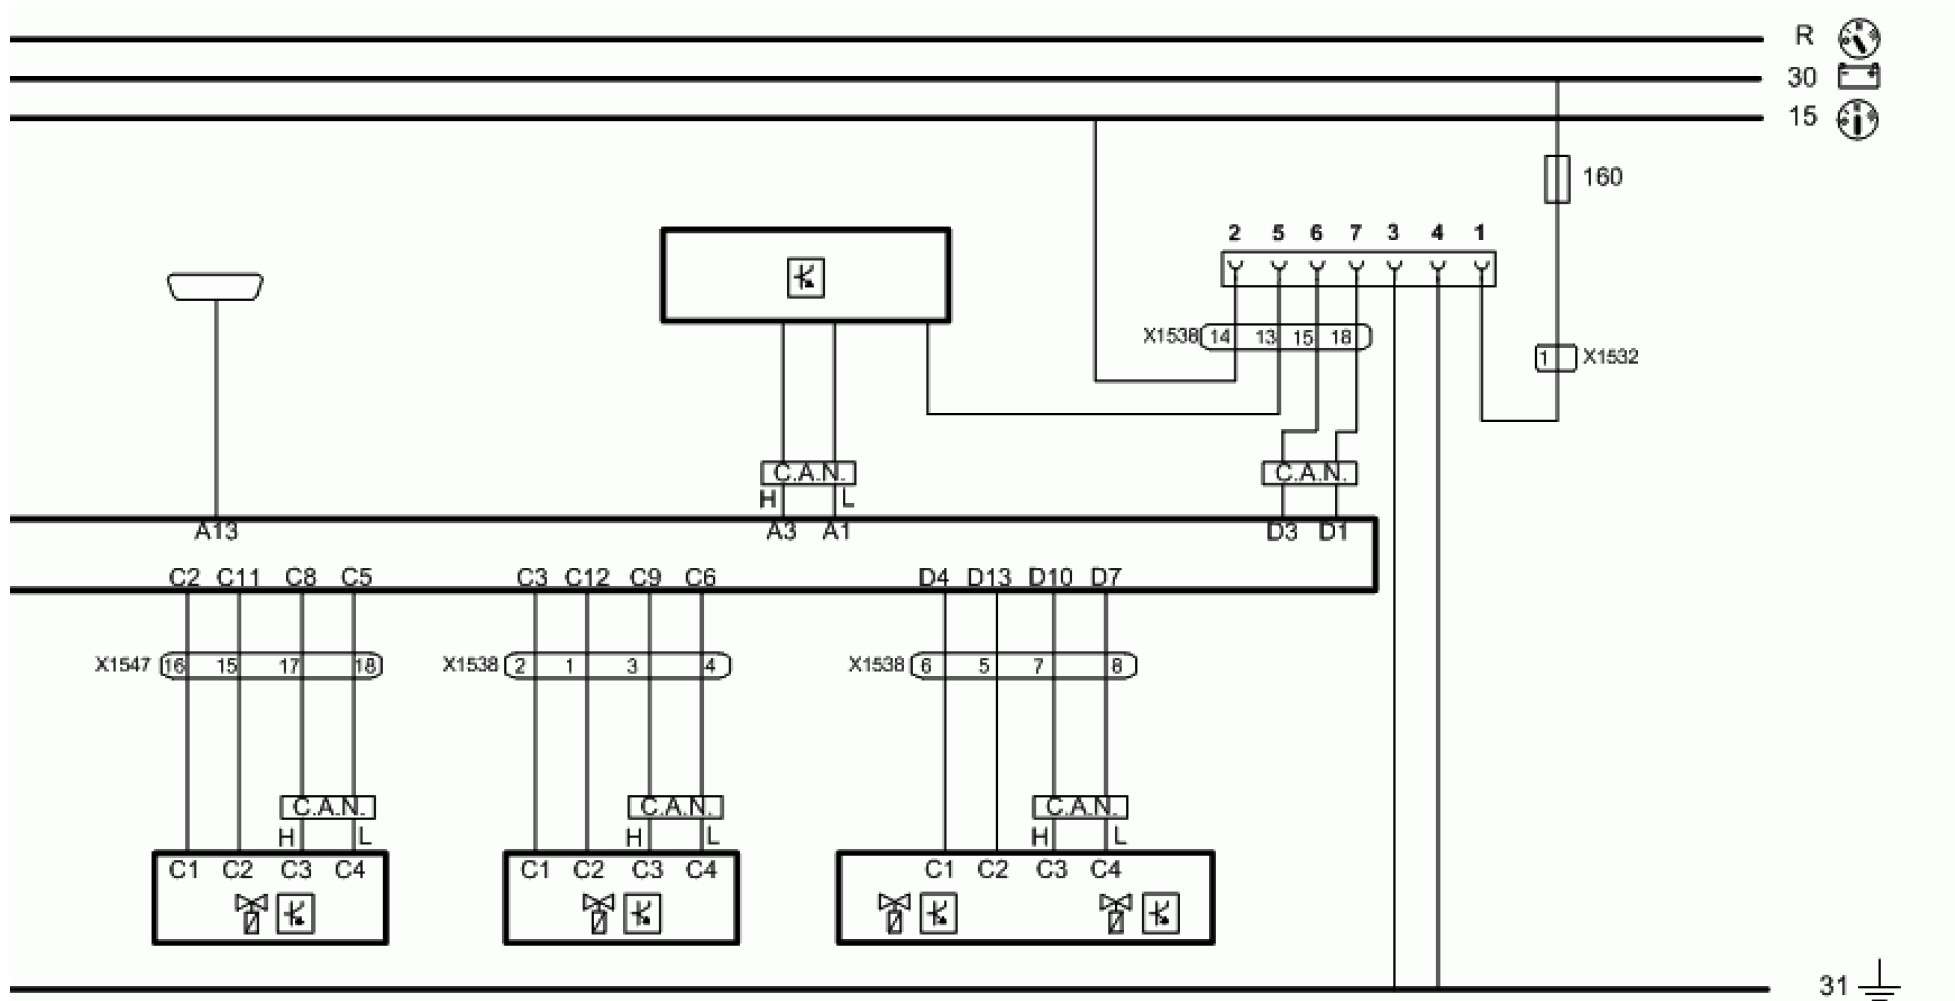 R
30
15
160
2 5 6 7 3 4 1
X1538 14 13 15 18
1 X1532
C.A.N. C.A.N.
H L
A13 A3 A1 D3 D1
C2 C11 C8 C5 C3 C12 C9 C6 D4 D13 D10 D7
X1547 16 15 17 18 X1538 2 1 3 4 X1538 6 5 7 8
C.A.N. C.A.N. C.A.N.
H L H L H L
C1 C2 C3 C4 C1 C2 C3 C4 C1 C2 C3 C4
31